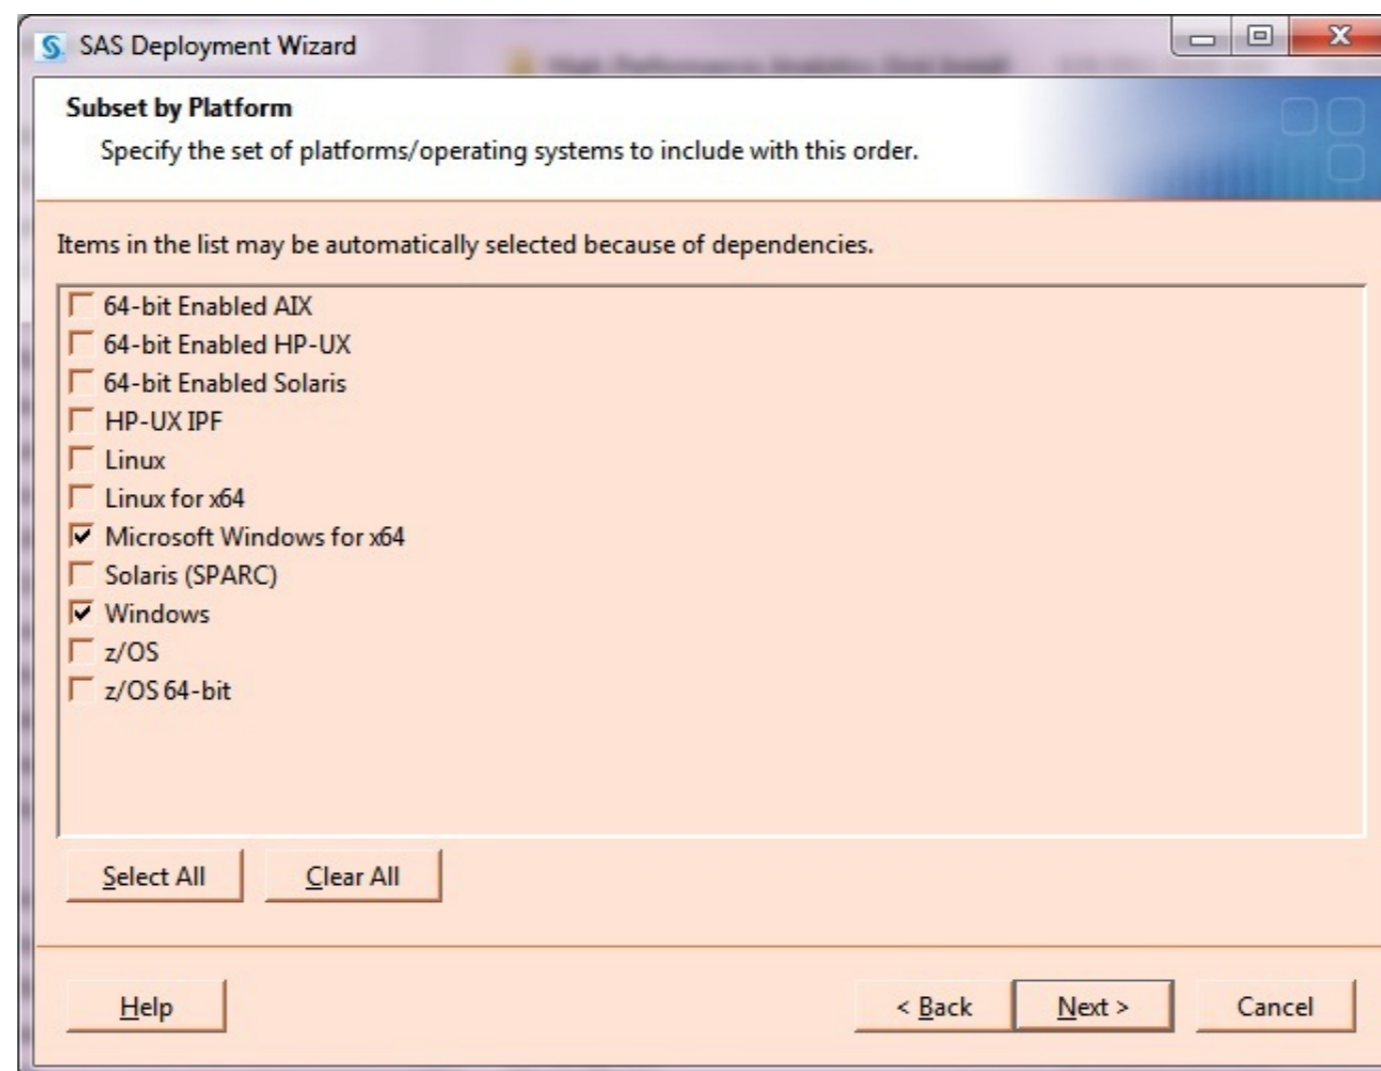 SAS Deployment Wizard
Subset by Platform
Specify the set of platforms/operating systems to include with this order.
Items in the list may be automatically selected because of dependencies.
64-bit Enabled AIX
64-bit Enabled HP-UX
64-bit Enabled Solaris
HP-UX IPF
Linux
Linux for x64
Microsoft Windows for x64
Solaris (SPARC)
Windows
z/OS
z/OS 64-bit
Select All Clear All
Help < Back Next > Cancel